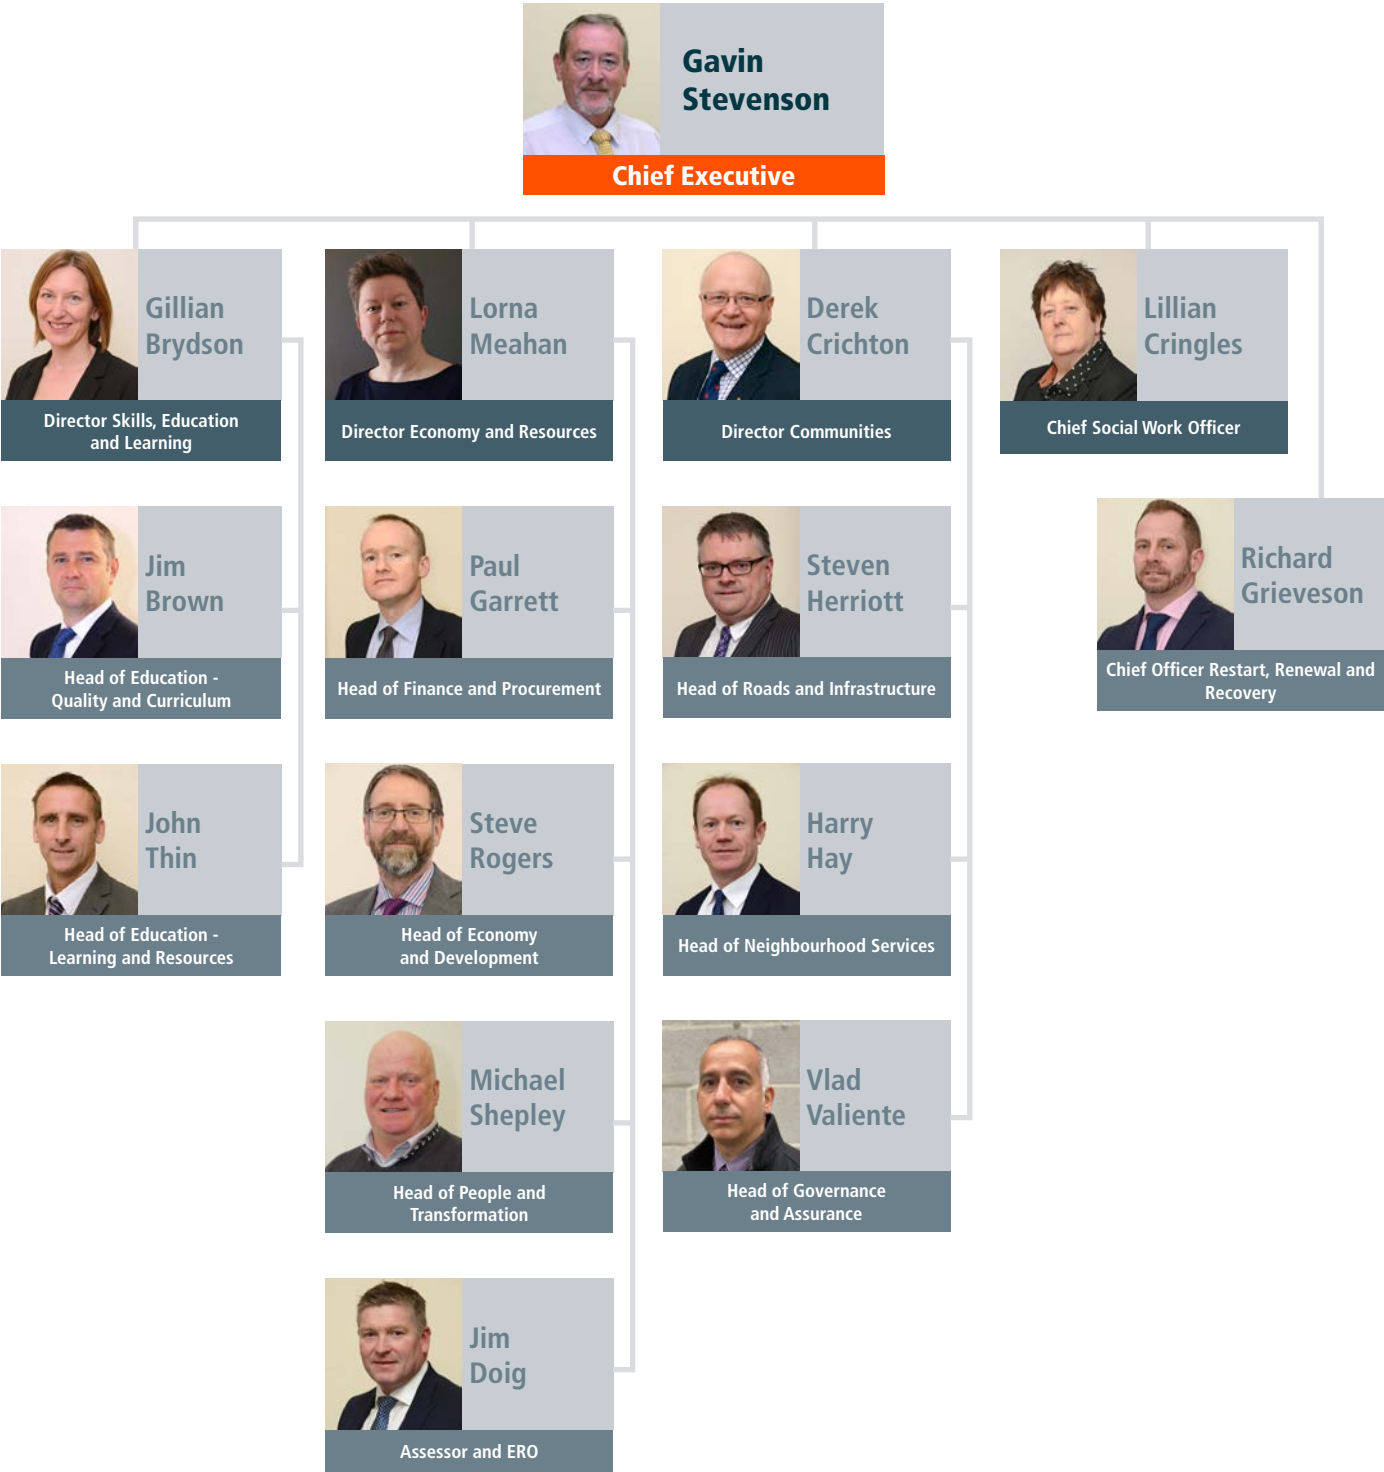 Gavin
Stevenson
Chief Executive
Gillian
Brydson
Director Skills, Education
and Learning
Lorna
Meahan
Director Economy and Resources
Derek
Crichton
Director Communities
Lillian
Cringles
Chief Social Work Officer
Jim
Brown
Head of Education -
Quality and Curriculum
Paul
Garrett
Head of Finance and Procurement
Steven
Herriott
Head of Roads and Infrastructure
Richard
Grieveson
Chief Officer Restart, Renewal and
Recovery
John
Thin
Head of Education -
Learning and Resources
Steve
Rogers
Head of Economy
and Development
Harry
Hay
Head of Neighbourhood Services
Michael
Shepley
Head of People and
Transformation
Vlad
Valiente
Head of Governance
and Assurance
Jim
Doig
Assessor and ERO